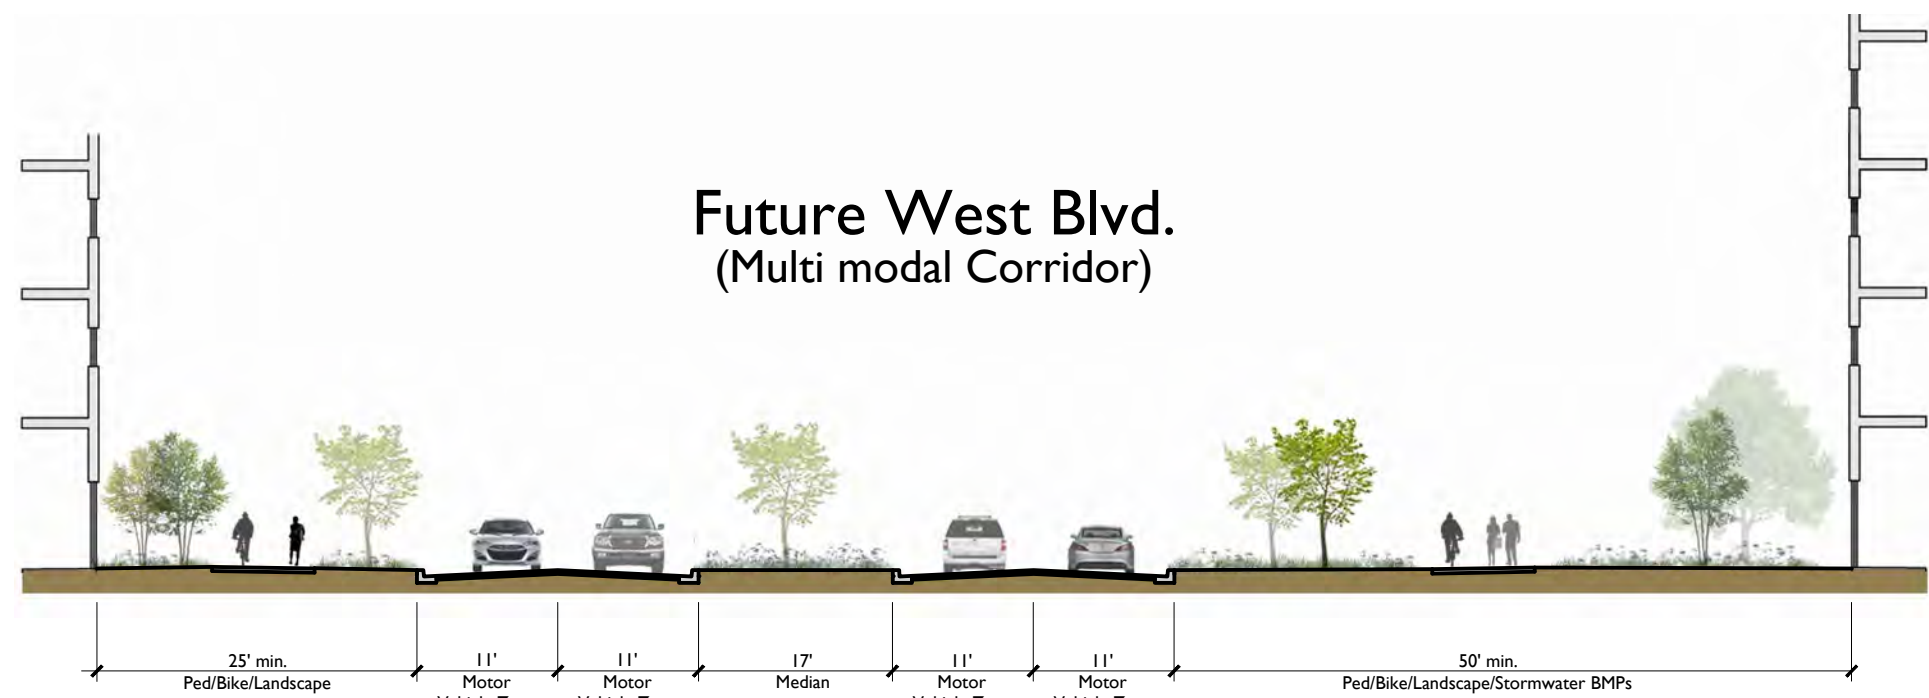 Future West Blvd.
(Multi modal Corridor)
25' min.
Ped/Bike/Landscape
11'
Motor
11'
Motor
17'
Median
11'
Motor
11'
Motor
50' min.
Ped/Bike/Landscape/Stormwater BMPs